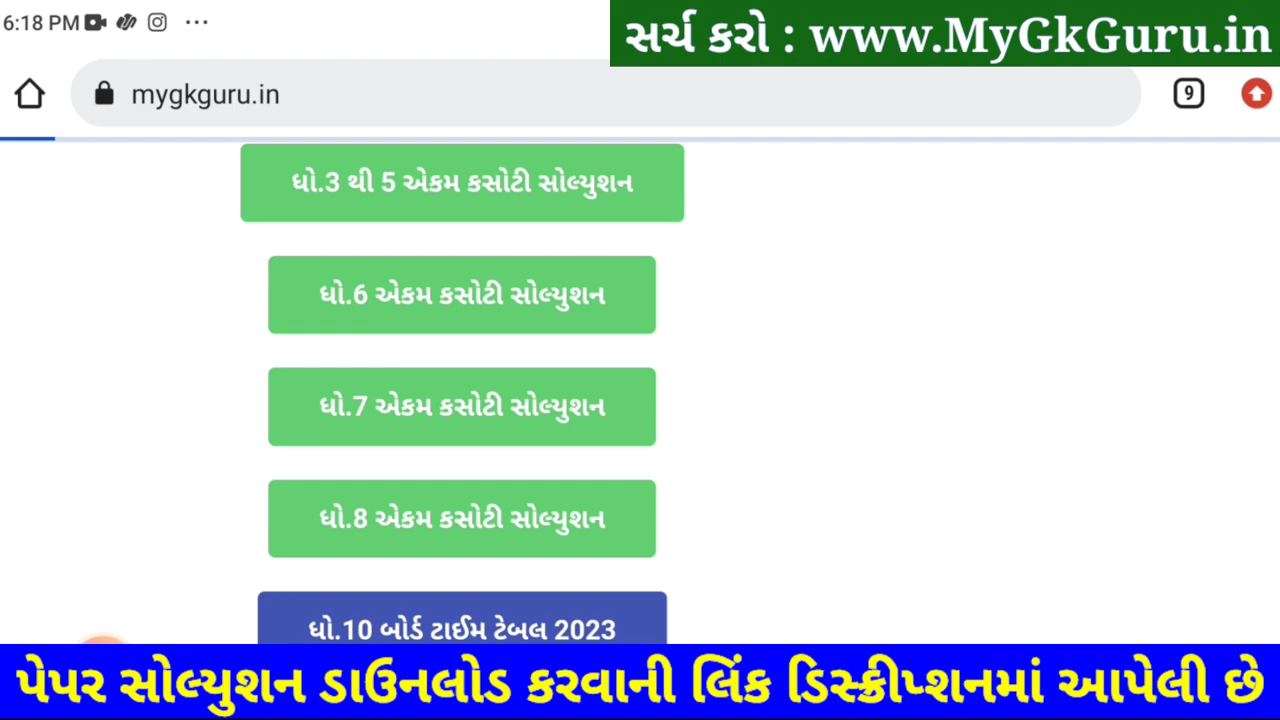 6:18 PM
સર્ચ કરો : www.MyGkGuru.in
mygkguru.in
9
ધો.3 થી 5 એકમ કસોટી સોલ્યુશન
ધો.6 એકમ કસોટી સોલ્યુશન
ધો.7 એકમ કસોટી સોલ્યુશન
ધો.8 એકમ કસોટી સોલ્યુશન
ધો.10 બોર્ડ ટાઈમ ટેબલ 2023
પેપર સોલ્યુશન ડાઉનલોડ કરવાની લિંક ડિસ્ક્રીપ્શનમાં આપેલી છે